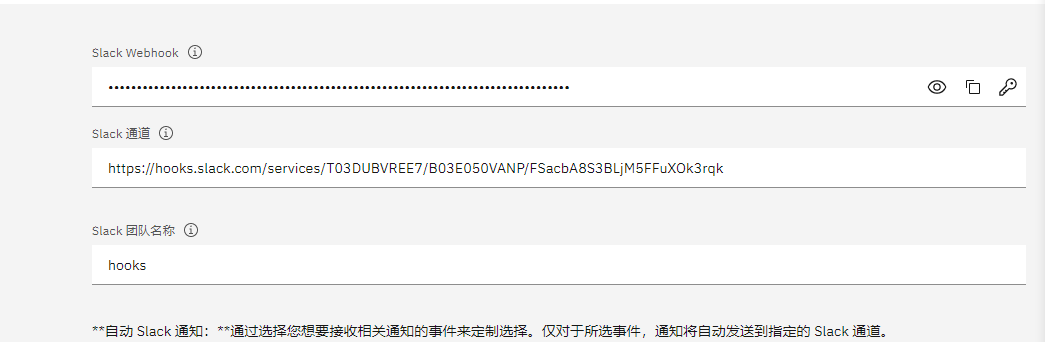 Slack Webhook
••••••••••••••••••••••••••••••••••••••••••••••••••••••••••••••••••••••••••••••••
Slack 通道
https://hooks.slack.com/services/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
Slack 团队名称
hooks
**自动 Slack 通知：**通过选择您想要接收相关通知的事件来定制选择。仅对于所选事件，通知将自动发送到指定的 Slack 通道。